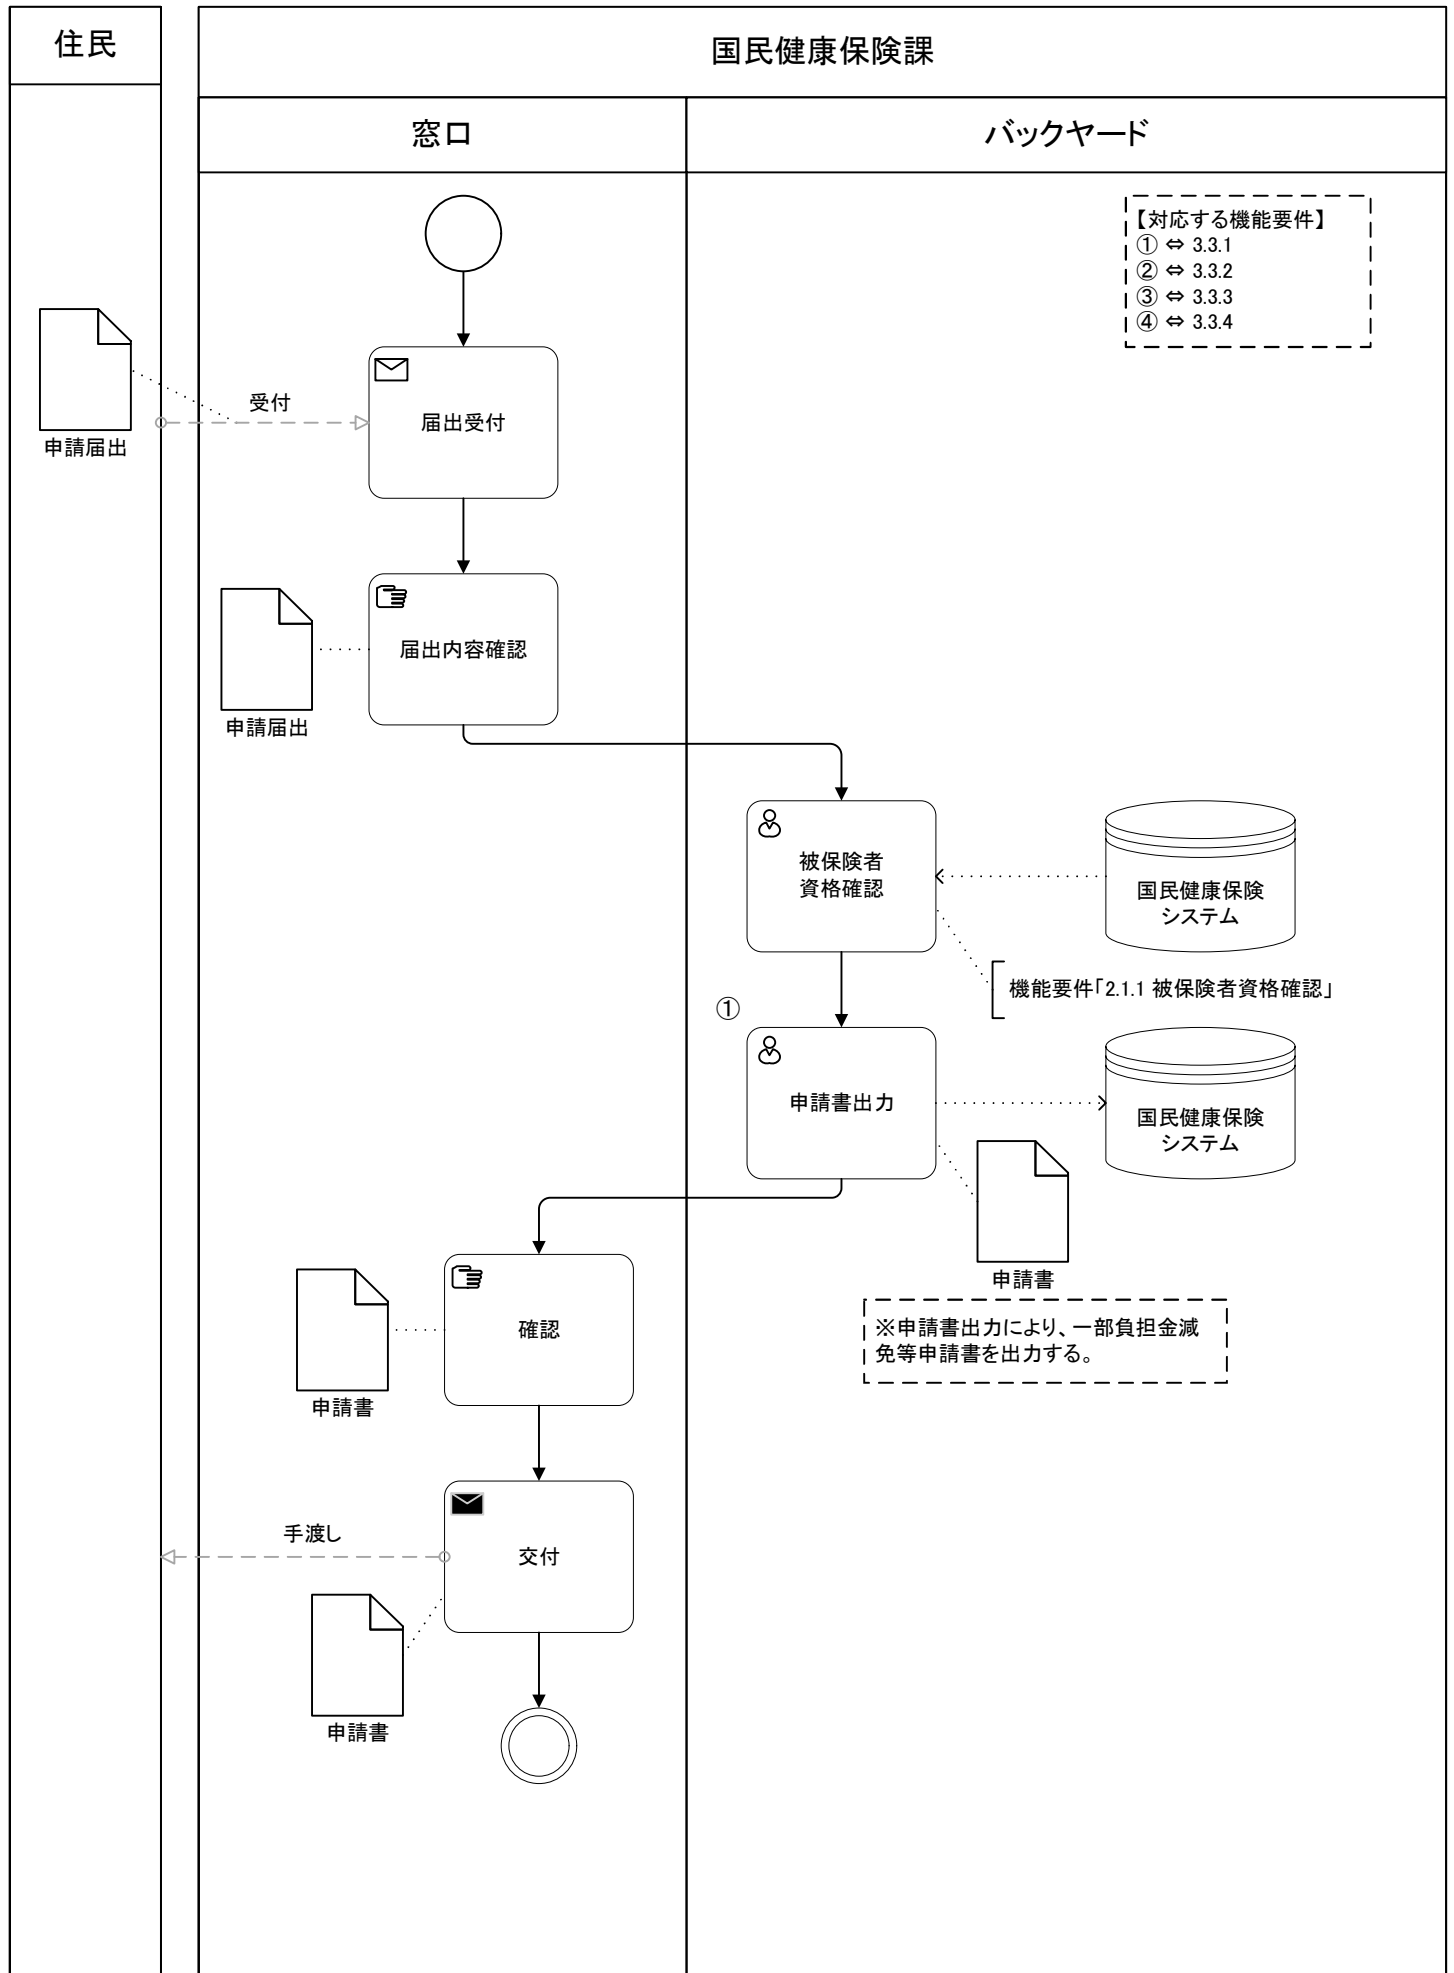 住民
国民健康保険課
窓口
バックヤード
【対応する機能要件】
① ⇔ 3.3.1
② ⇔ 3.3.2
③ ⇔ 3.3.3
④ ⇔ 3.3.4
受付
届出受付
申請届出
届出内容確認
申請届出
被保険者
資格確認
国民健康保険
システム
機能要件「2.1.1 被保険者資格確認」
①
申請書出力
国民健康保険
システム
申請書
※申請書出力により、一部負担金減
免等申請書を出力する。
確認
申請書
手渡し
交付
申請書